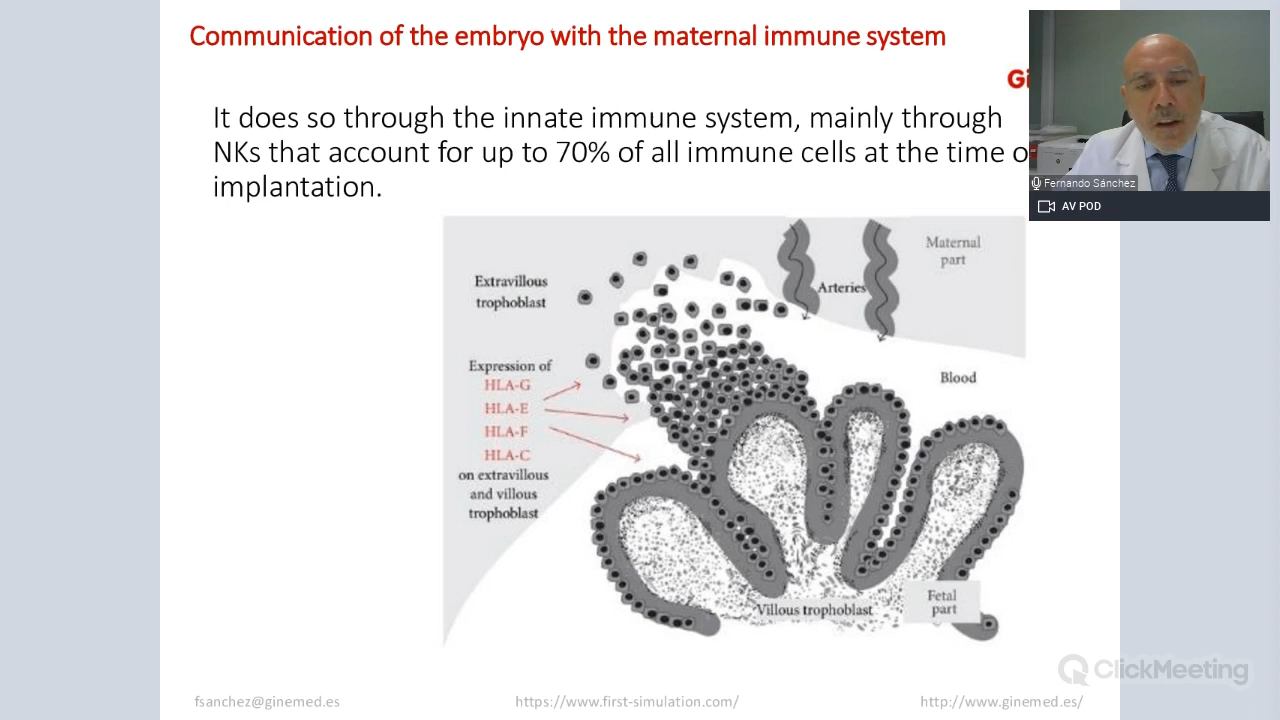 Communication of the embryo with the maternal immune system
Gi
It does so through the innate immune system, mainly through
NKs that account for up to 70% of all immune cells at the time o
implantation.
Fernando Sánchez
AV POD
Maternal
part
Extravillous
trophoblast
Arteries
Expression of
HLA-G
HLA-E
HLA-F
HLA-C
on extravillous
and villous
trophoblast
Blood
Villous trophoblast
Fetal
part
ClickMeeting
fsanchez@ginemed.es
https://www.first-simulation.com/
http://www.ginemed.es/